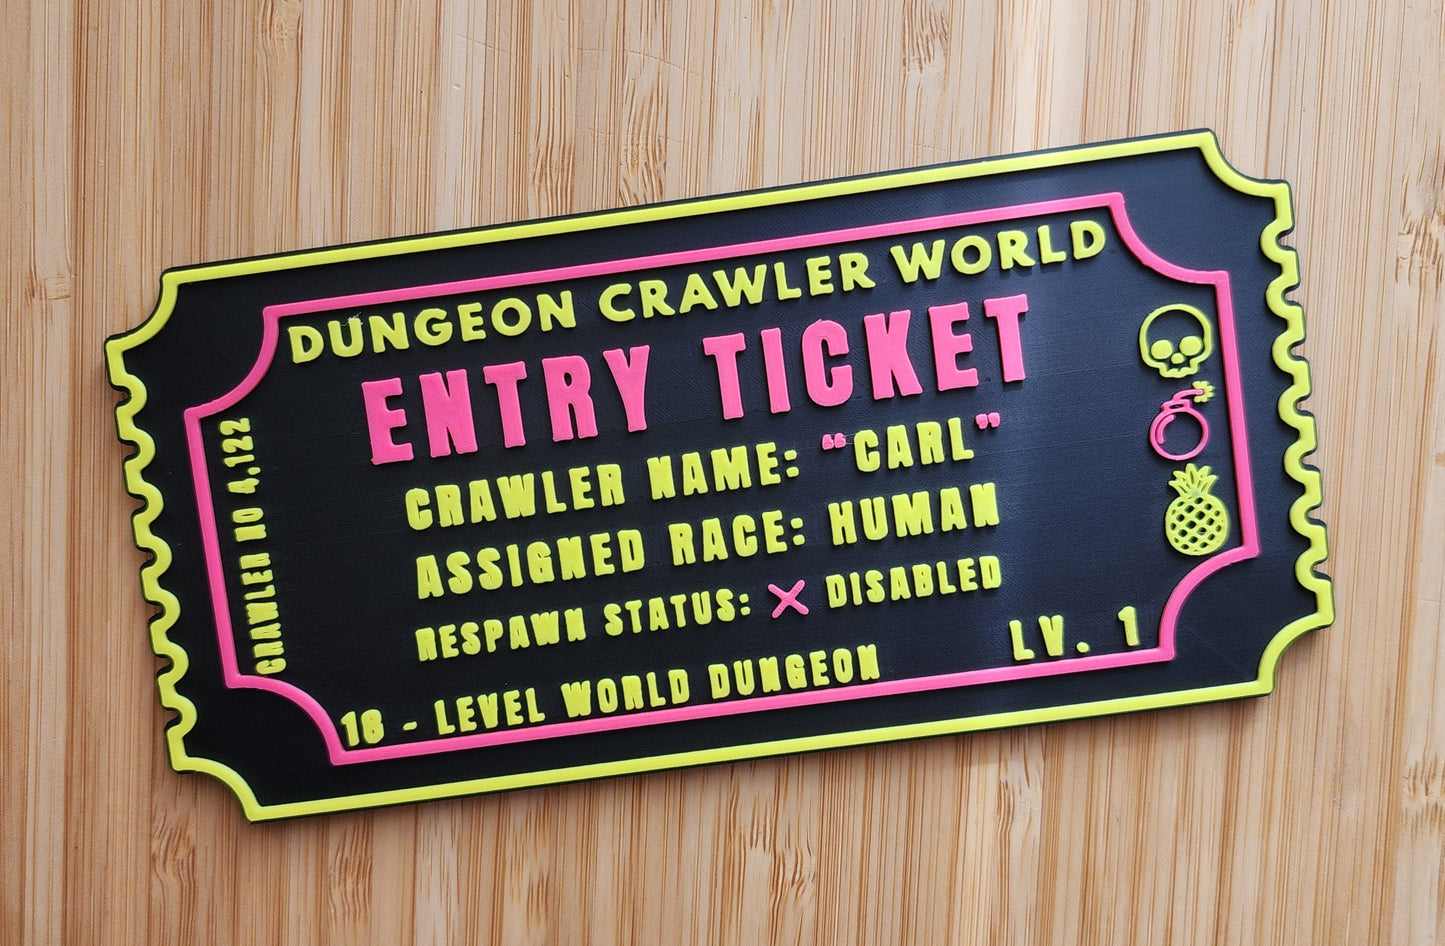 DUNGEON CRAWLER WORLD
ENTRY TICKET
CRAWLER NAME: “CARL”
ASSIGNED RACE: HUMAN
RESPAWN STATUS: X DISABLED
18 - LEVEL WORLD DUNGEON
LV. 1
CRAWLER NO 4,122